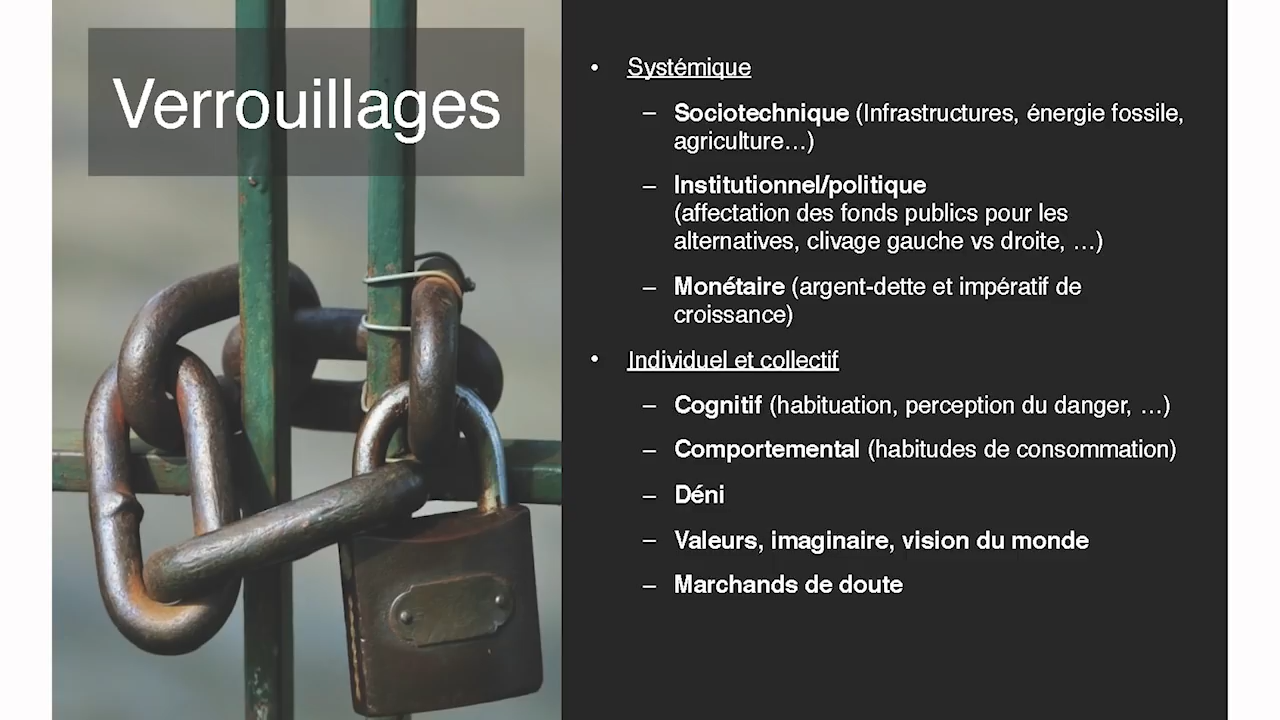 Verrouillages
• Systémique
– Sociotechnique (Infrastructures, énergie fossile,
agriculture…)
– Institutionnel/politique
(affectation des fonds publics pour les
alternatives, clivage gauche vs droite, …)
– Monétaire (argent-dette et impératif de
croissance)
• Individuel et collectif
– Cognitif (habituation, perception du danger, …)
– Comportemental (habitudes de consommation)
– Déni
– Valeurs, imaginaire, vision du monde
– Marchands de doute